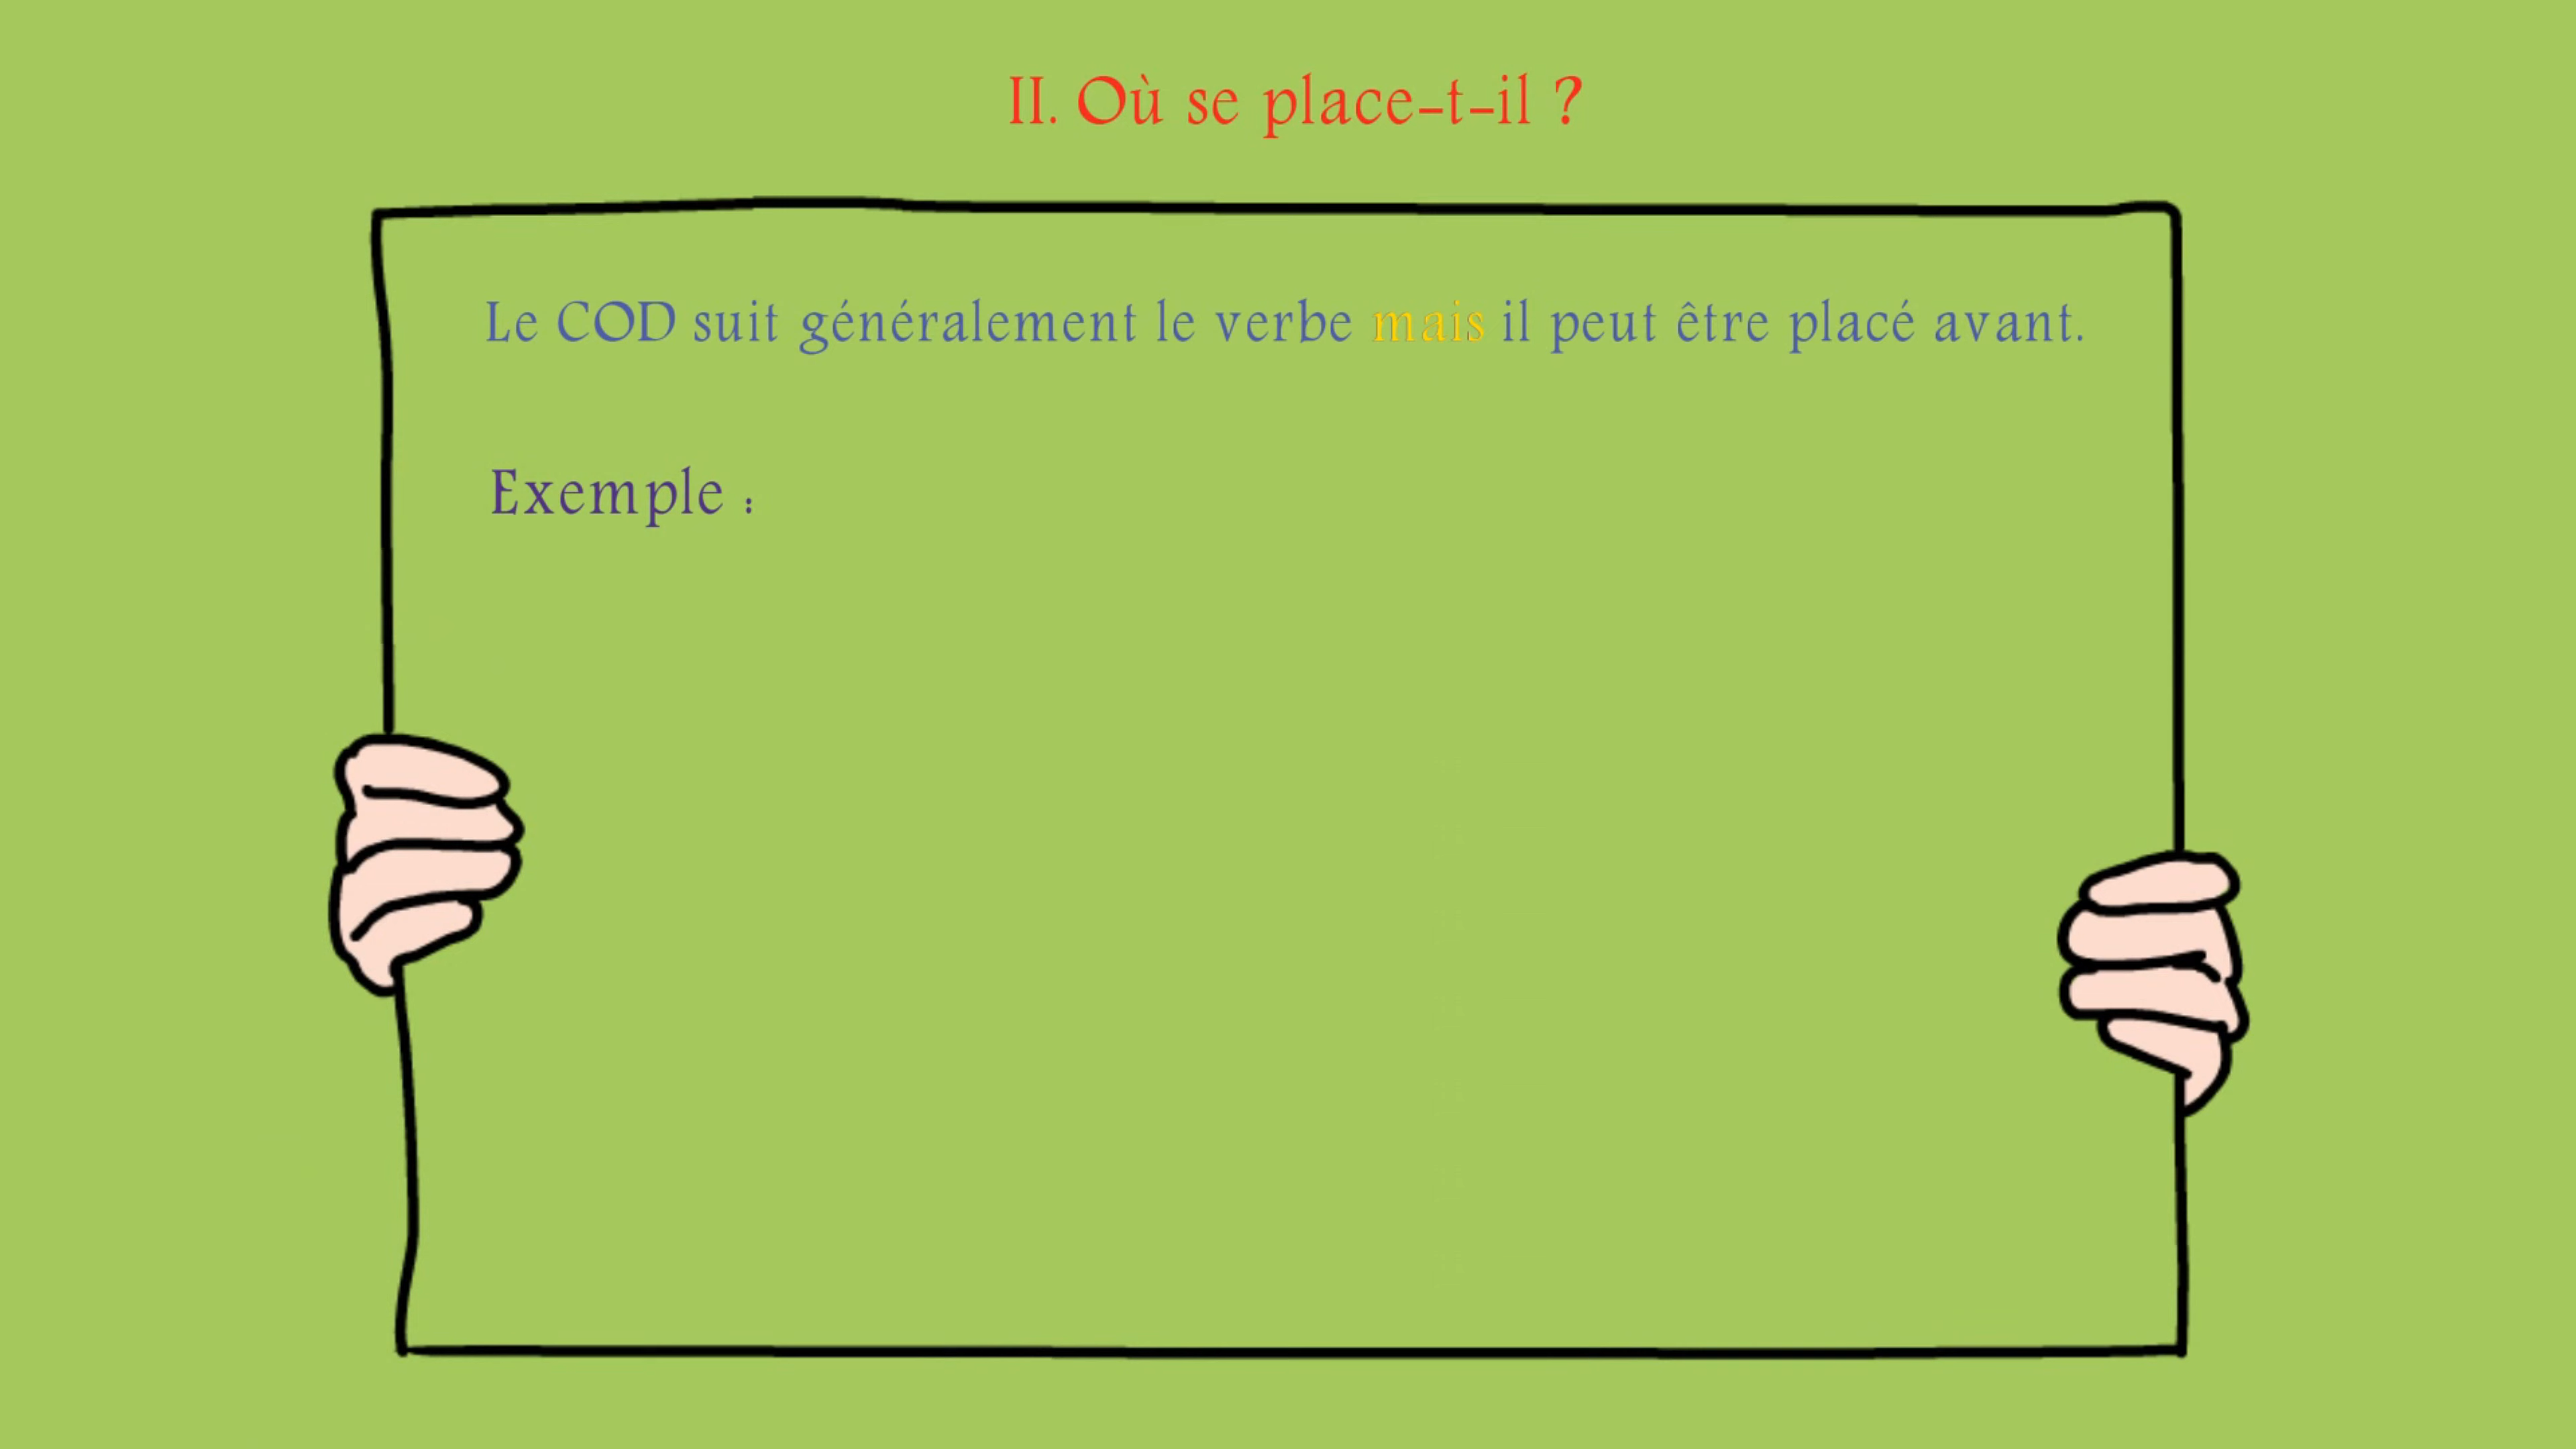 II. Où se place-t-il ?
Le COD suit généralement le verbe mais il peut être placé avant.
Exemple :